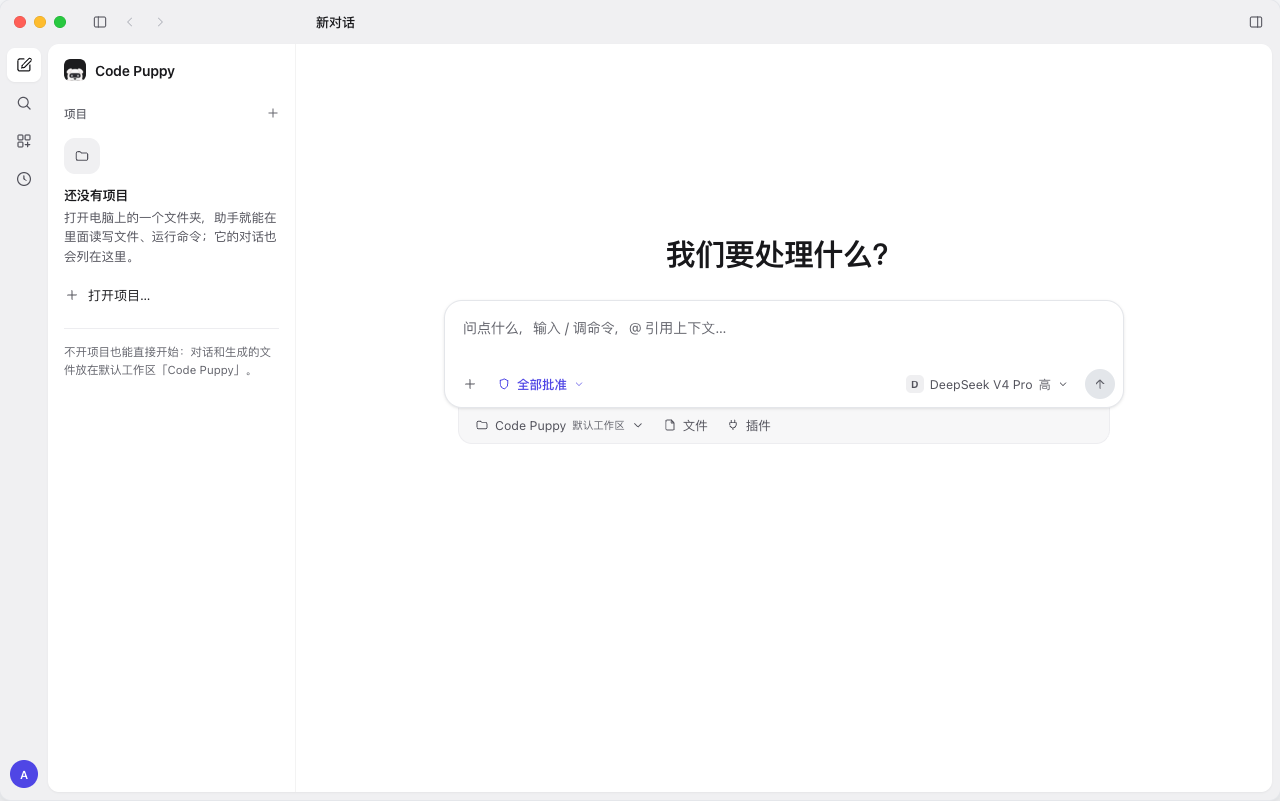 新对话
Code Puppy
项目
还没有项目
打开电脑上的一个文件夹，助手就能在
里面读写文件、运行命令；它的对话也
会列在这里。
打开项目...
不开项目也能直接开始：对话和生成的文
件放在默认工作区「Code Puppy」。
A
我们要处理什么?
问点什么，输入 / 调命令，@ 引用上下文...
全部批准
D DeepSeek V4 Pro 高
Code Puppy 默认工作区 文件 插件